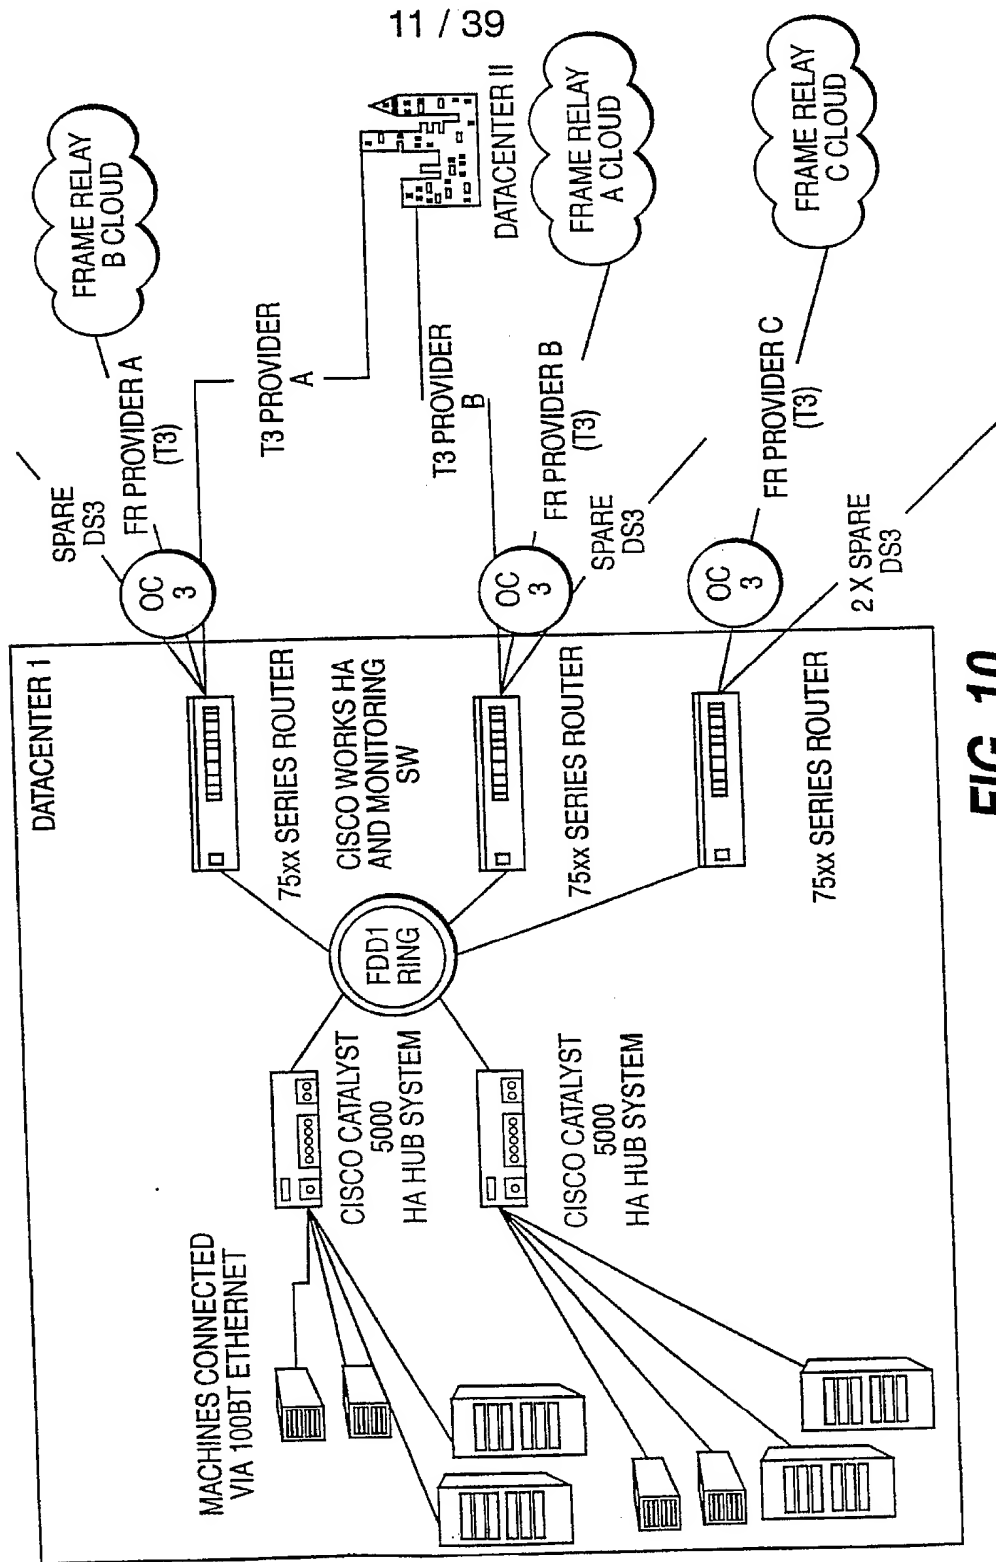 11 / 39
DATACENTER 1
MACHINES CONNECTED
VIA 100BT ETHERNET
CISCO CATALYST
5000
HA HUB SYSTEM
CISCO CATALYST
5000
HA HUB SYSTEM
FDD1
RING
75xx SERIES ROUTER
CISCO WORKS HA
AND MONITORING
SW
75xx SERIES ROUTER
75xx SERIES ROUTER
OC
3
OC
3
OC
3
SPARE
DS3
FR PROVIDER A
(T3)
T3 PROVIDER
A
T3 PROVIDER
B
FR PROVIDER B
(T3)
SPARE
DS3
FR PROVIDER C
(T3)
2 X SPARE
DS3
FRAME RELAY
B CLOUD
DATACENTER II
FRAME RELAY
A CLOUD
FRAME RELAY
C CLOUD
FIG. 10